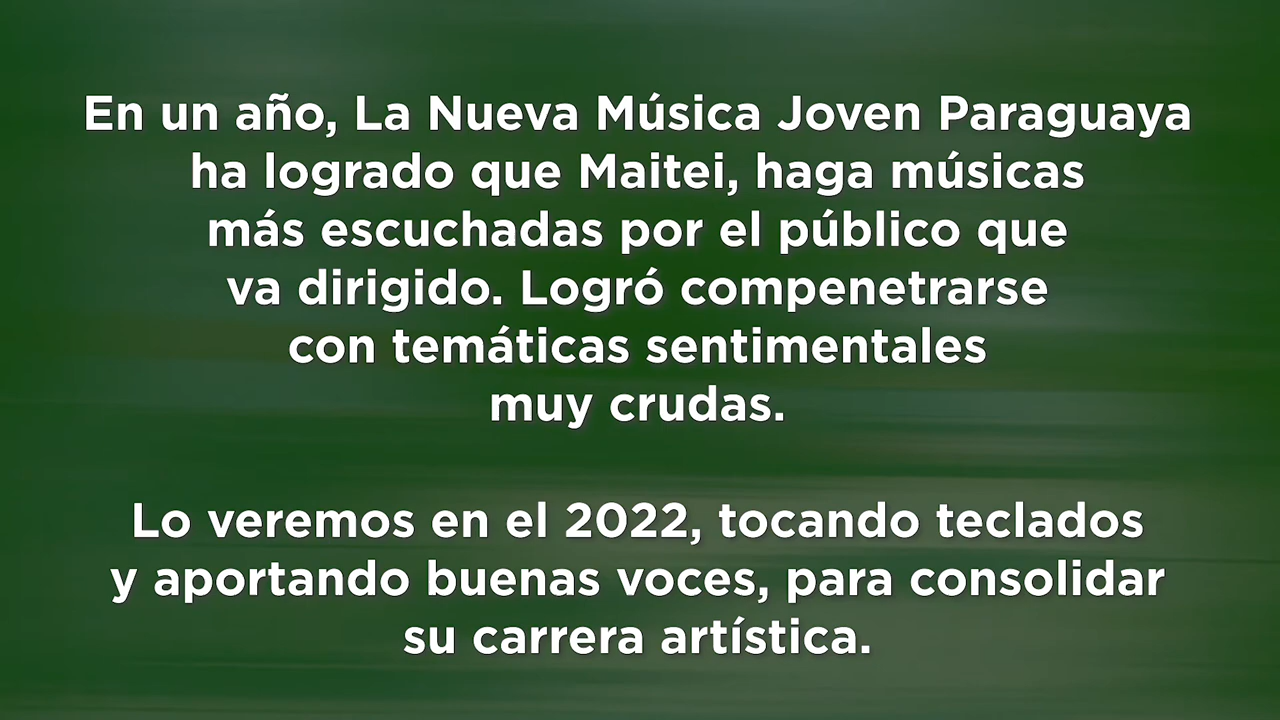 En un año, La Nueva Música Joven Paraguaya
ha logrado que Maitei, haga músicas
más escuchadas por el público que
va dirigido. Logró compenetrarse
con temáticas sentimentales
muy crudas.
Lo veremos en el 2022, tocando teclados
y aportando buenas voces, para consolidar
su carrera artística.